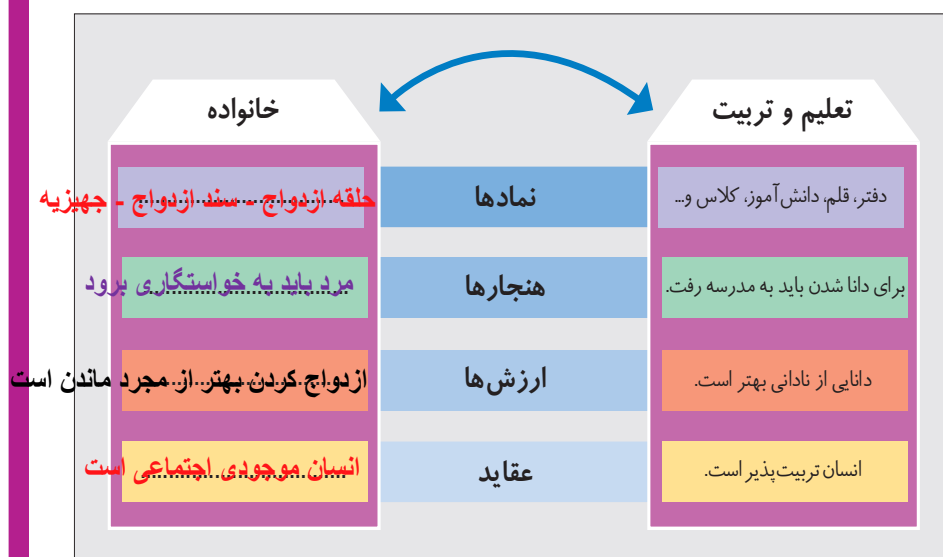 تعلیم و تربیت
خانواده
دفتر، قلم، دانش‌آموز، کلاس و...
نمادها
حلقه ازدواج - سند ازدواج - جهیزیه
برای دانا شدن باید به مدرسه رفت.
هنجارها
مرد باید به خواستگاری برود
دانایی از نادانی بهتر است.
ارزش‌ها
ازدواج کردن بهتر از مجرد ماندن است
انسان تربیت‌پذیر است.
عقاید
انسان موجودی اجتماعی است